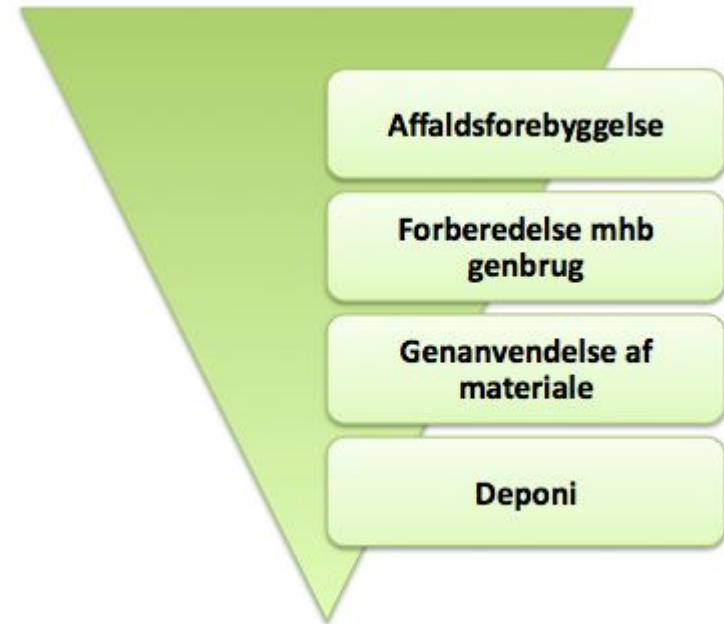 Affaldsforebyggelse
Forberedelse mhb
genbrug
Genanvendelse af
materiale
Deponi